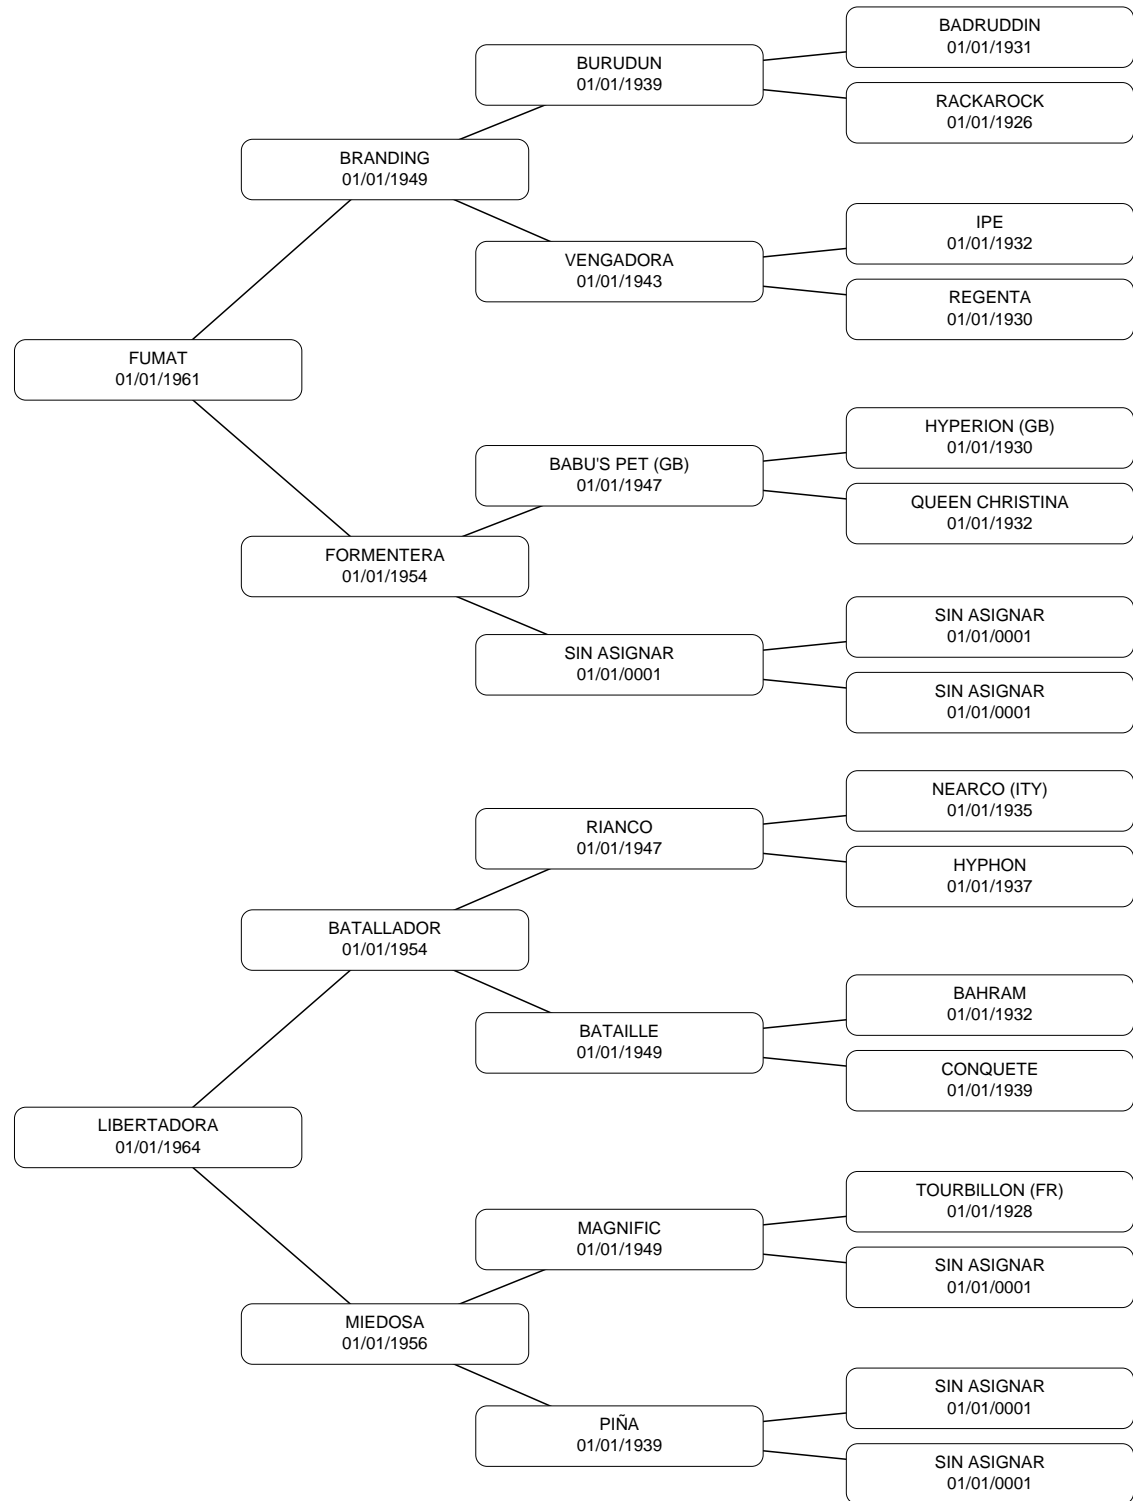 BADRUDDIN
01/01/1931
BURUDUN
01/01/1939
RACKAROCK
01/01/1926
BRANDING
01/01/1949
IPE
01/01/1932
VENGADORA
01/01/1943
REGENTA
01/01/1930
FUMAT
01/01/1961
HYPERION (GB)
01/01/1930
BABU'S PET (GB)
01/01/1947
QUEEN CHRISTINA
01/01/1932
FORMENTERA
01/01/1954
SIN ASIGNAR
01/01/0001
SIN ASIGNAR
01/01/0001
SIN ASIGNAR
01/01/0001
NEARCO (ITY)
01/01/1935
RIANCO
01/01/1947
HYPHON
01/01/1937
BATALLADOR
01/01/1954
BAHRAM
01/01/1932
BATAILLE
01/01/1949
CONQUETE
01/01/1939
LIBERTADORA
01/01/1964
TOURBILLON (FR)
01/01/1928
MAGNIFIC
01/01/1949
SIN ASIGNAR
01/01/0001
MIEDOSA
01/01/1956
SIN ASIGNAR
01/01/0001
PIÑA
01/01/1939
SIN ASIGNAR
01/01/0001